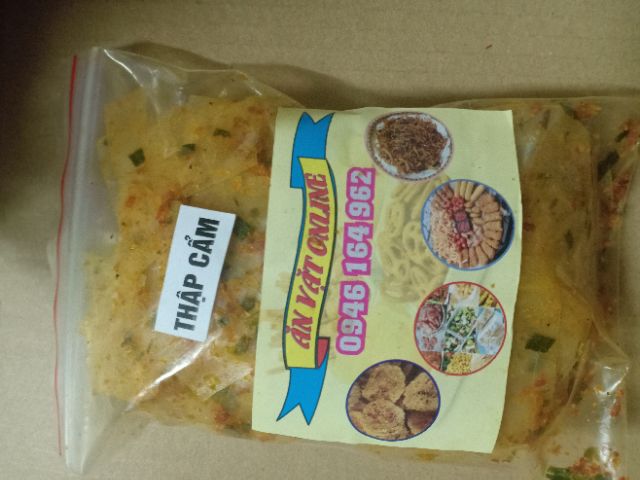 THẬP CẨM
ĂN VẶT ONLINE
0946 164 962